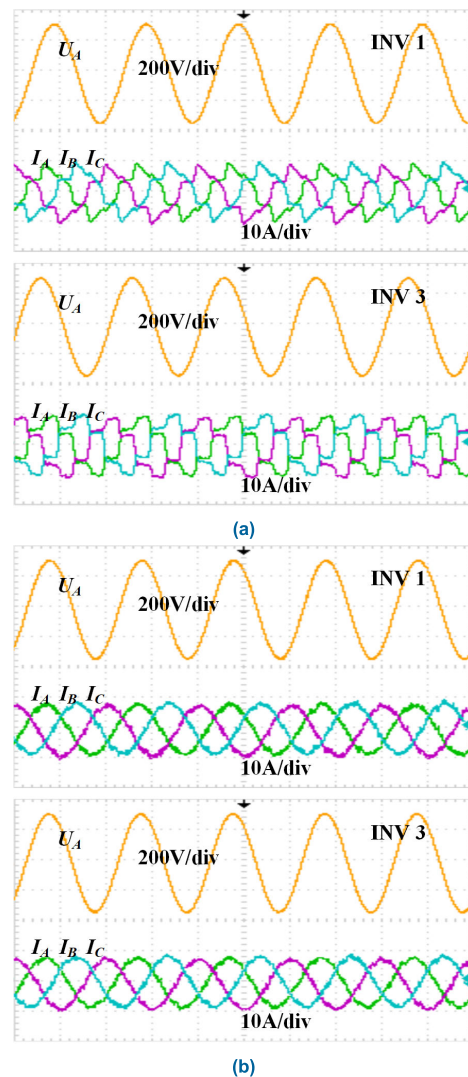 U_A 200V/div INV 1
I_A I_B I_C
10A/div
U_A 200V/div INV 3
I_A I_B I_C
10A/div
(a)
U_A 200V/div INV 1
I_A I_B I_C
10A/div
U_A 200V/div INV 3
I_A I_B I_C
10A/div
(b)